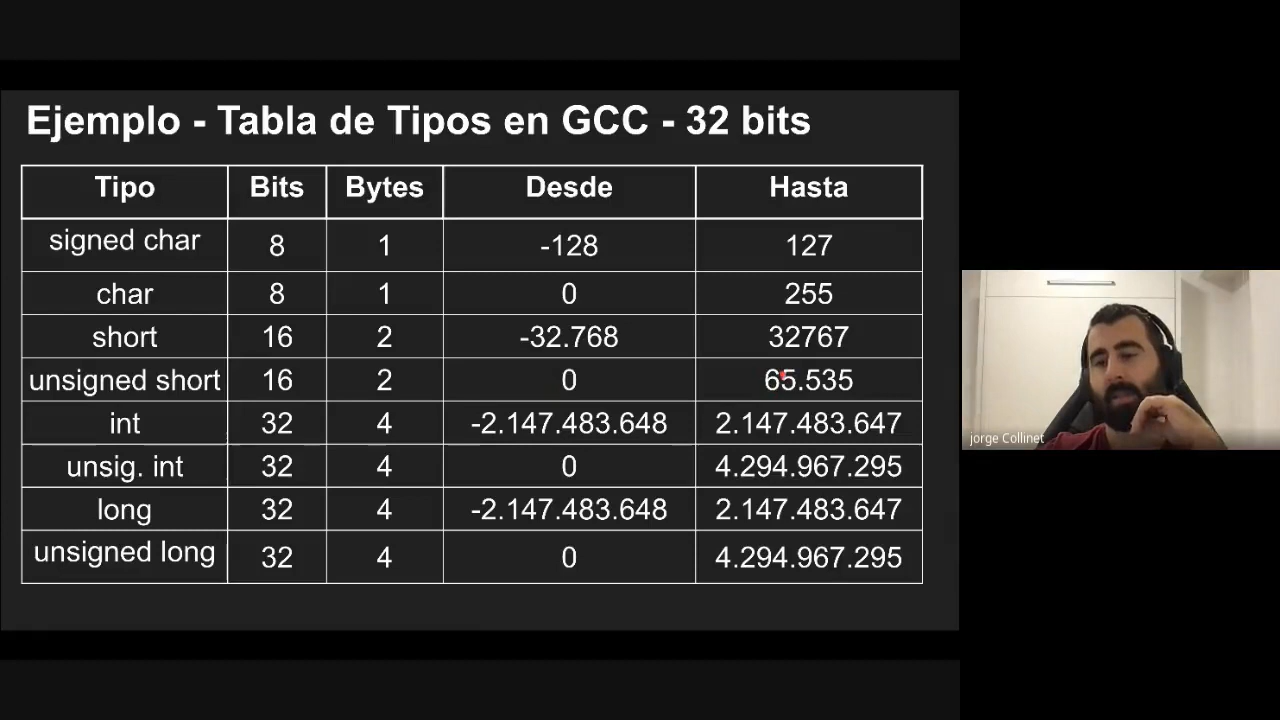 Ejemplo - Tabla de Tipos en GCC - 32 bits
Tipo Bits Bytes Desde Hasta
signed char 8 1 -128 127
char 8 1 0 255
short 16 2 -32.768 32767
unsigned short 16 2 0 65.535
int 32 4 -2.147.483.648 2.147.483.647
unsig. int 32 4 0 4.294.967.295
long 32 4 -2.147.483.648 2.147.483.647
unsigned long 32 4 0 4.294.967.295
jorge Collinet